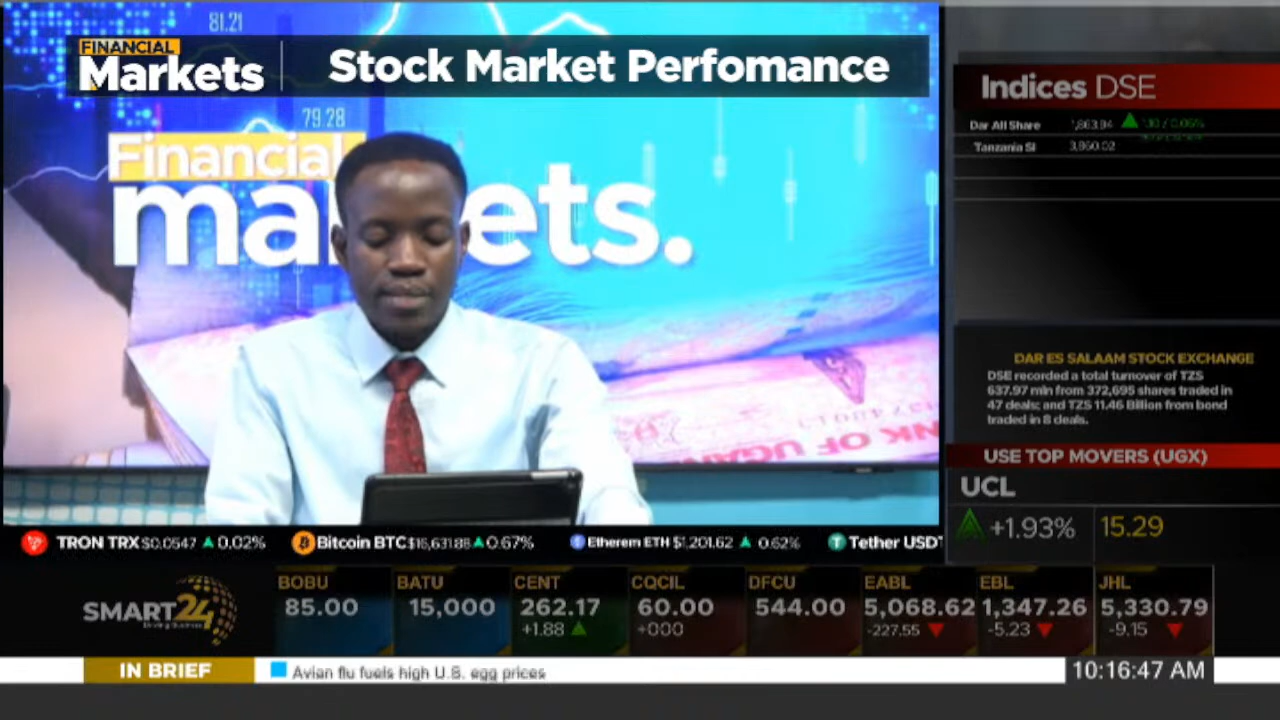 81.21
FINANCIAL
Markets
Stock Market Perfomance
79.28
Financial
ma ets.
NK OF UGAN
Indices DSE
Dar All Share 1,863.94
Tanzania SI 3,860.02
DAR ES SALAAM STOCK EXCHANGE
DSE recorded a total turnover of TZS
637.97 mln from 372,695 shares traded in
47 deals; and TZS 11.46 Billion from bond
traded in 8 deals.
USE TOP MOVERS (UGX)
UCL
+1.93% 15.29
TRON TRX $0.0547 0.02% Bitcoin BTC $16,631.88 0.67% Etherem ETH $1,201.62 0.62% Tether USDT
SMART24
BOBU BATU CENT CQCIL DFCU EABL EBL JHL
85.00 15,000 262.17 60.00 544.00 5,068.62 1,347.26 5,330.79
+1.88 +000 -227.55 -5.23 -9.15
IN BRIEF Avian flu fuels high U.S. egg prices 10:16:47 AM